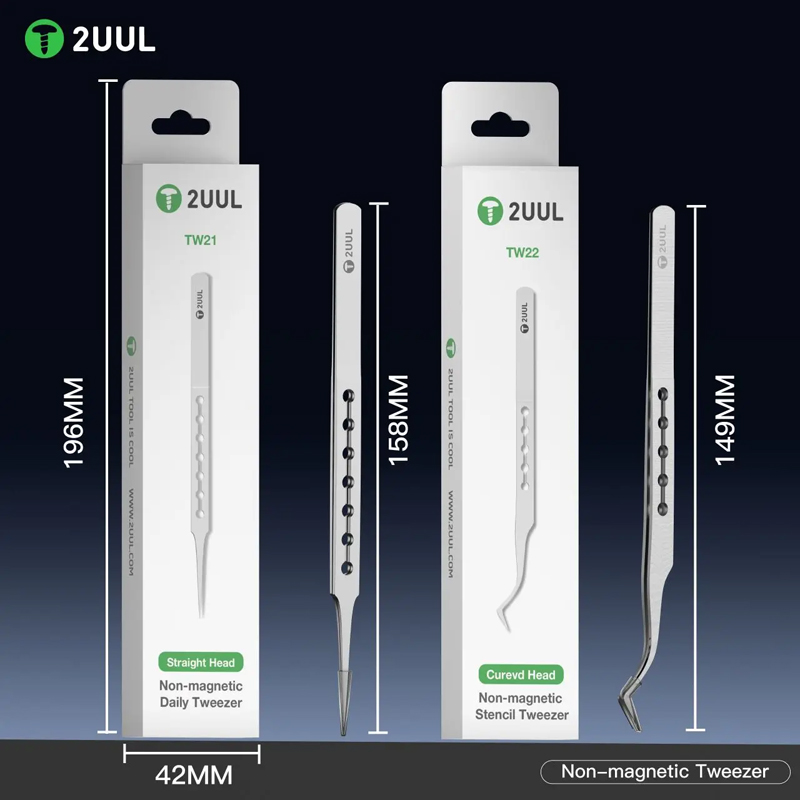 2UUL
2UUL
TW21
2UUL
2UUL TOOL IS COOL
WWW.2UUL.COM
Straight Head
Non-magnetic
Daily Tweezer
196MM
42MM
2UUL
158MM
2UUL
TW22
2UUL
2UUL TOOL IS COOL
WWW.2UUL.COM
Curevd Head
Non-magnetic
Stencil Tweezer
2UUL
149MM
Non-magnetic Tweezer